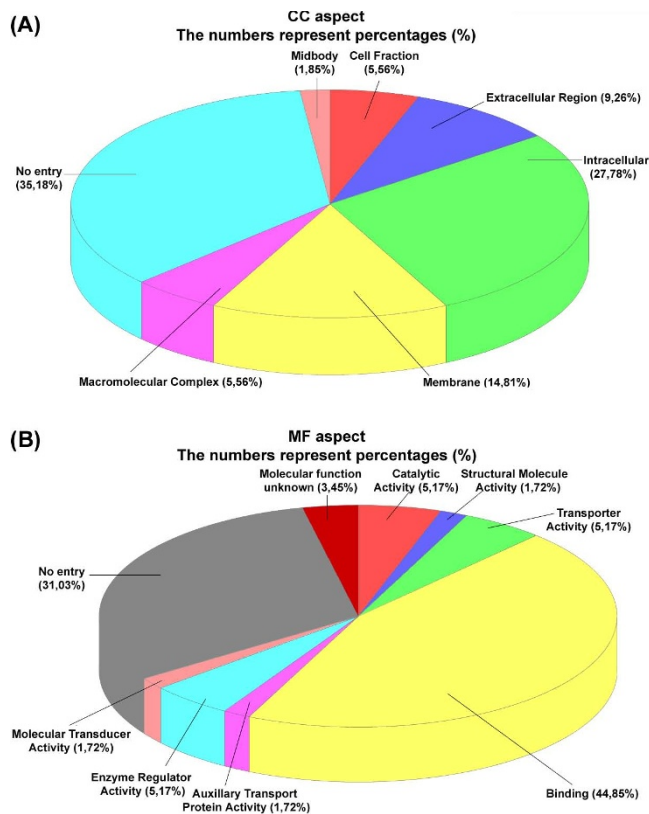 (A)
CC aspect
The numbers represent percentages (%)
Midbody
(1,85%)
Cell Fraction
(5,56%)
Extracellular Region (9,26%)
Intracellular
(27,78%)
No entry
(35,18%)
Macromolecular Complex (5,56%)
Membrane (14,81%)
(B)
MF aspect
The numbers represent percentages (%)
Molecular function
unknown (3,45%)
Catalytic
Activity (5,17%)
Structural Molecule
Activity (1,72%)
Transporter
Activity (5,17%)
No entry
(31,03%)
Molecular Transducer
Activity (1,72%)
Enzyme Regulator
Activity (5,17%)
Auxillary Transport
Protein Activity (1,72%)
Binding (44,85%)